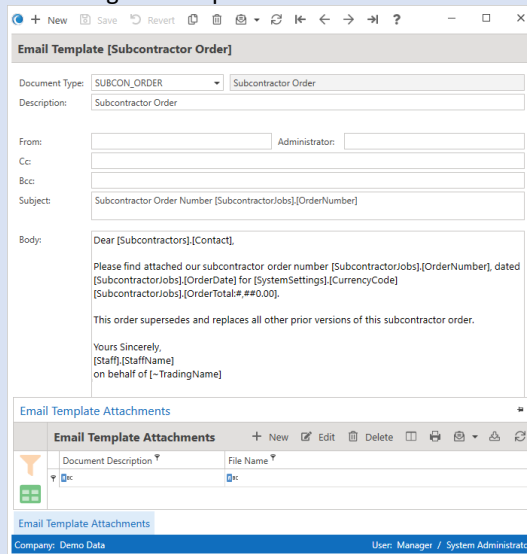 New Save Revert ?
Email Template [Subcontractor Order]
Document Type: SUBCON_ORDER Subcontractor Order
Description: Subcontractor Order
From: Administrator:
Cc:
Bcc:
Subject: Subcontractor Order Number [SubcontractorJobs].[OrderNumber]
Body: Dear [Subcontractors].[Contact],
Please find attached our subcontractor order number [SubcontractorJobs].[OrderNumber], dated
[SubcontractorJobs].[OrderDate] for [SystemSettings].[CurrencyCode]
[SubcontractorJobs].[OrderTotal:#,##0.00].
This order supersedes and replaces all other prior versions of this subcontractor order.
Yours Sincerely,
[Staff].[StaffName]
on behalf of [~TradingName]
Email Template Attachments
Email Template Attachments New Edit Delete
Document Description File Name
Email Template Attachments
Company: Demo Data User: Manager / System Administrato